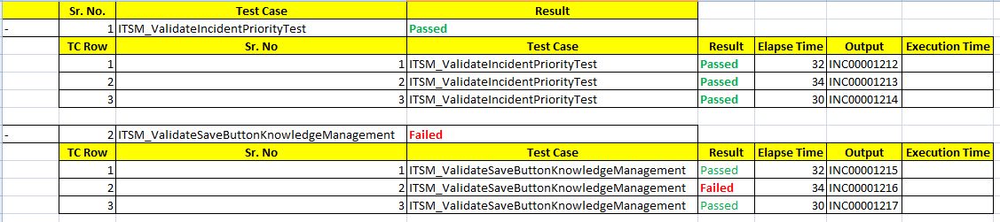 Sr. No. Test Case Result
- 1 ITSM_ValidateIncidentPriorityTest Passed
TC Row Sr. No Test Case Result Elapse Time Output Execution Time
1 1 ITSM_ValidateIncidentPriorityTest Passed 32 INC00001212
2 2 ITSM_ValidateIncidentPriorityTest Passed 34 INC00001213
3 3 ITSM_ValidateIncidentPriorityTest Passed 30 INC00001214
- 2 ITSM_ValidateSaveButtonKnowledgeManagement Failed
TC Row Sr. No Test Case Result Elapse Time Output Execution Time
1 1 ITSM_ValidateSaveButtonKnowledgeManagement Passed 32 INC00001215
2 2 ITSM_ValidateSaveButtonKnowledgeManagement Failed 34 INC00001216
3 3 ITSM_ValidateSaveButtonKnowledgeManagement Passed 30 INC00001217